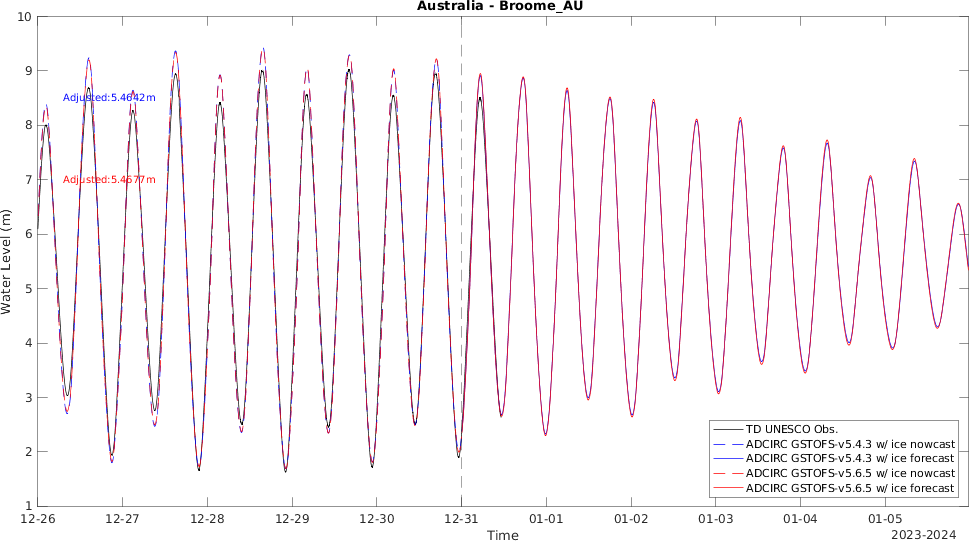 Australia - Broome_AU
10
9
8
7
6
5
4
3
2
1
Water Level (m)
Adjusted:5.4642m
Adjusted:5.4677m
12-26
12-27
12-28
12-29
12-30
12-31
01-01
01-02
01-03
01-04
01-05
2023-2024
Time
TD UNESCO Obs.
ADCIRC GSTOFS-v5.4.3 w/ ice nowcast
ADCIRC GSTOFS-v5.4.3 w/ ice forecast
ADCIRC GSTOFS-v5.6.5 w/ ice nowcast
ADCIRC GSTOFS-v5.6.5 w/ ice forecast